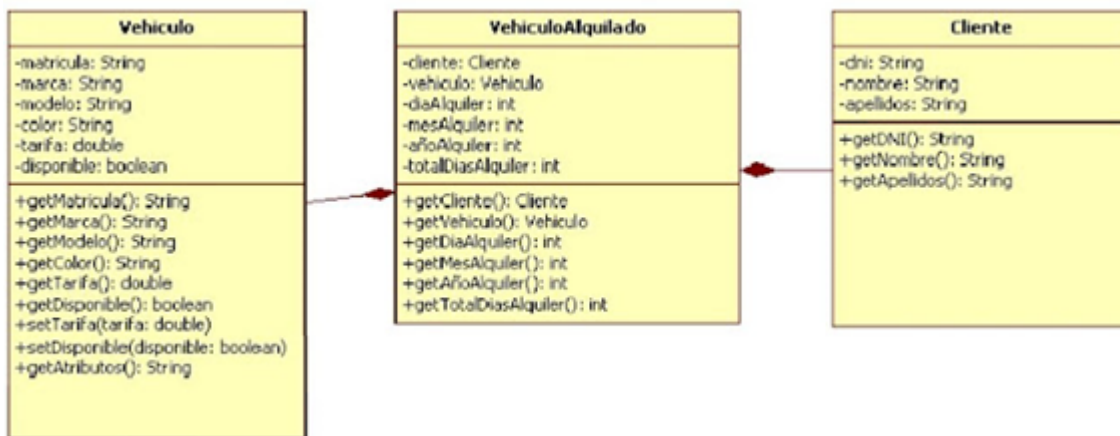 Vehiculo
-matricula: String
-marca: String
-modelo: String
-color: String
-tarifa: double
-disponible: boolean
+getMatricula(): String
+getMarca(): String
+getModelo(): String
+getColor(): String
+getTarifa(): double
+getDisponible(): boolean
+setTarifa(tarifa: double)
+setDisponible(disponible: boolean)
+getAtributos(): String
VehiculoAlquilado
-cliente: Cliente
-vehiculo: Vehiculo
-diaAlquiler: int
-mesAlquiler: int
-añoAlquiler: int
-totalDiasAlquiler: int
+getCliente(): Cliente
+getVehiculo(): Vehiculo
+getDiaAlquiler(): int
+getMesAlquiler(): int
+getAñoAlquiler(): int
+getTotalDiasAlquiler(): int
Cliente
-dni: String
-nombre: String
-apellidos: String
+getDNI(): String
+getNombre(): String
+getApellidos(): String